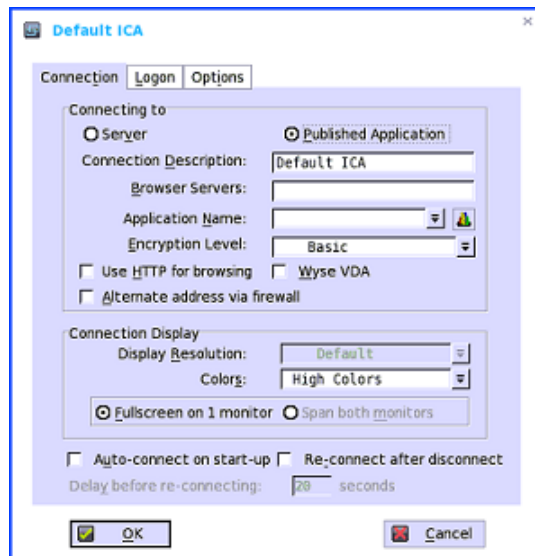 Default ICA
Connection Logon Options
Connecting to
Server Published Application
Connection Description: Default ICA
Browser Servers:
Application Name:
Encryption Level: Basic
Use HTTP for browsing Wyse VDA
Alternate address via firewall
Connection Display
Display Resolution: Default
Colors: High Colors
Fullscreen on 1 monitor Span both monitors
Auto-connect on start-up Re-connect after disconnect
Delay before re-connecting: 20 seconds
OK Cancel